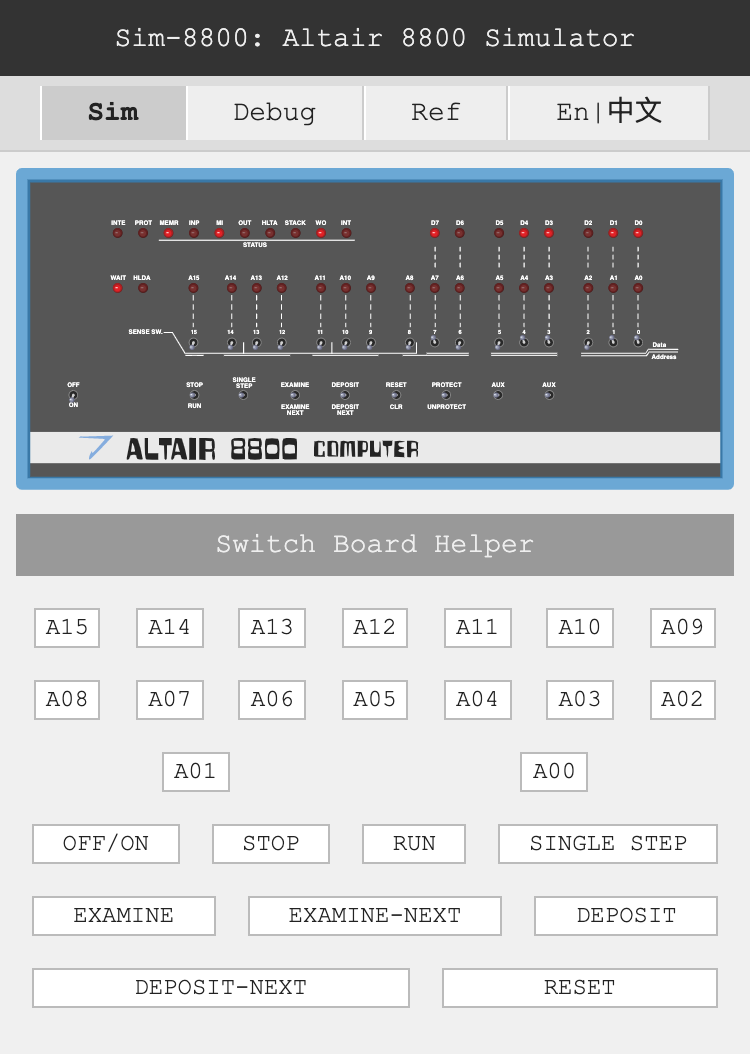 Sim-8800: Altair 8800 Simulator
Sim Debug Ref En|中文
INTE PROT MEMR INP MI OUT HLTA STACK WO INT D7 D6 D5 D4 D3 D2 D1 D0
STATUS
WAIT HLDA A15 A14 A13 A12 A11 A10 A9 A8 A7 A6 A5 A4 A3 A2 A1 A0
SENSE SW. 15 14 13 12 11 10 9 8 7 6 5 4 3 2 1 0
Data
Address
OFF STOP SINGLE STEP EXAMINE DEPOSIT RESET PROTECT AUX AUX
ON RUN EXAMINE NEXT DEPOSIT NEXT CLR UNPROTECT
ALTAIR 8800 COMPUTER
Switch Board Helper
A15 A14 A13 A12 A11 A10 A09
A08 A07 A06 A05 A04 A03 A02
A01 A00
OFF/ON STOP RUN SINGLE STEP
EXAMINE EXAMINE-NEXT DEPOSIT
DEPOSIT-NEXT RESET